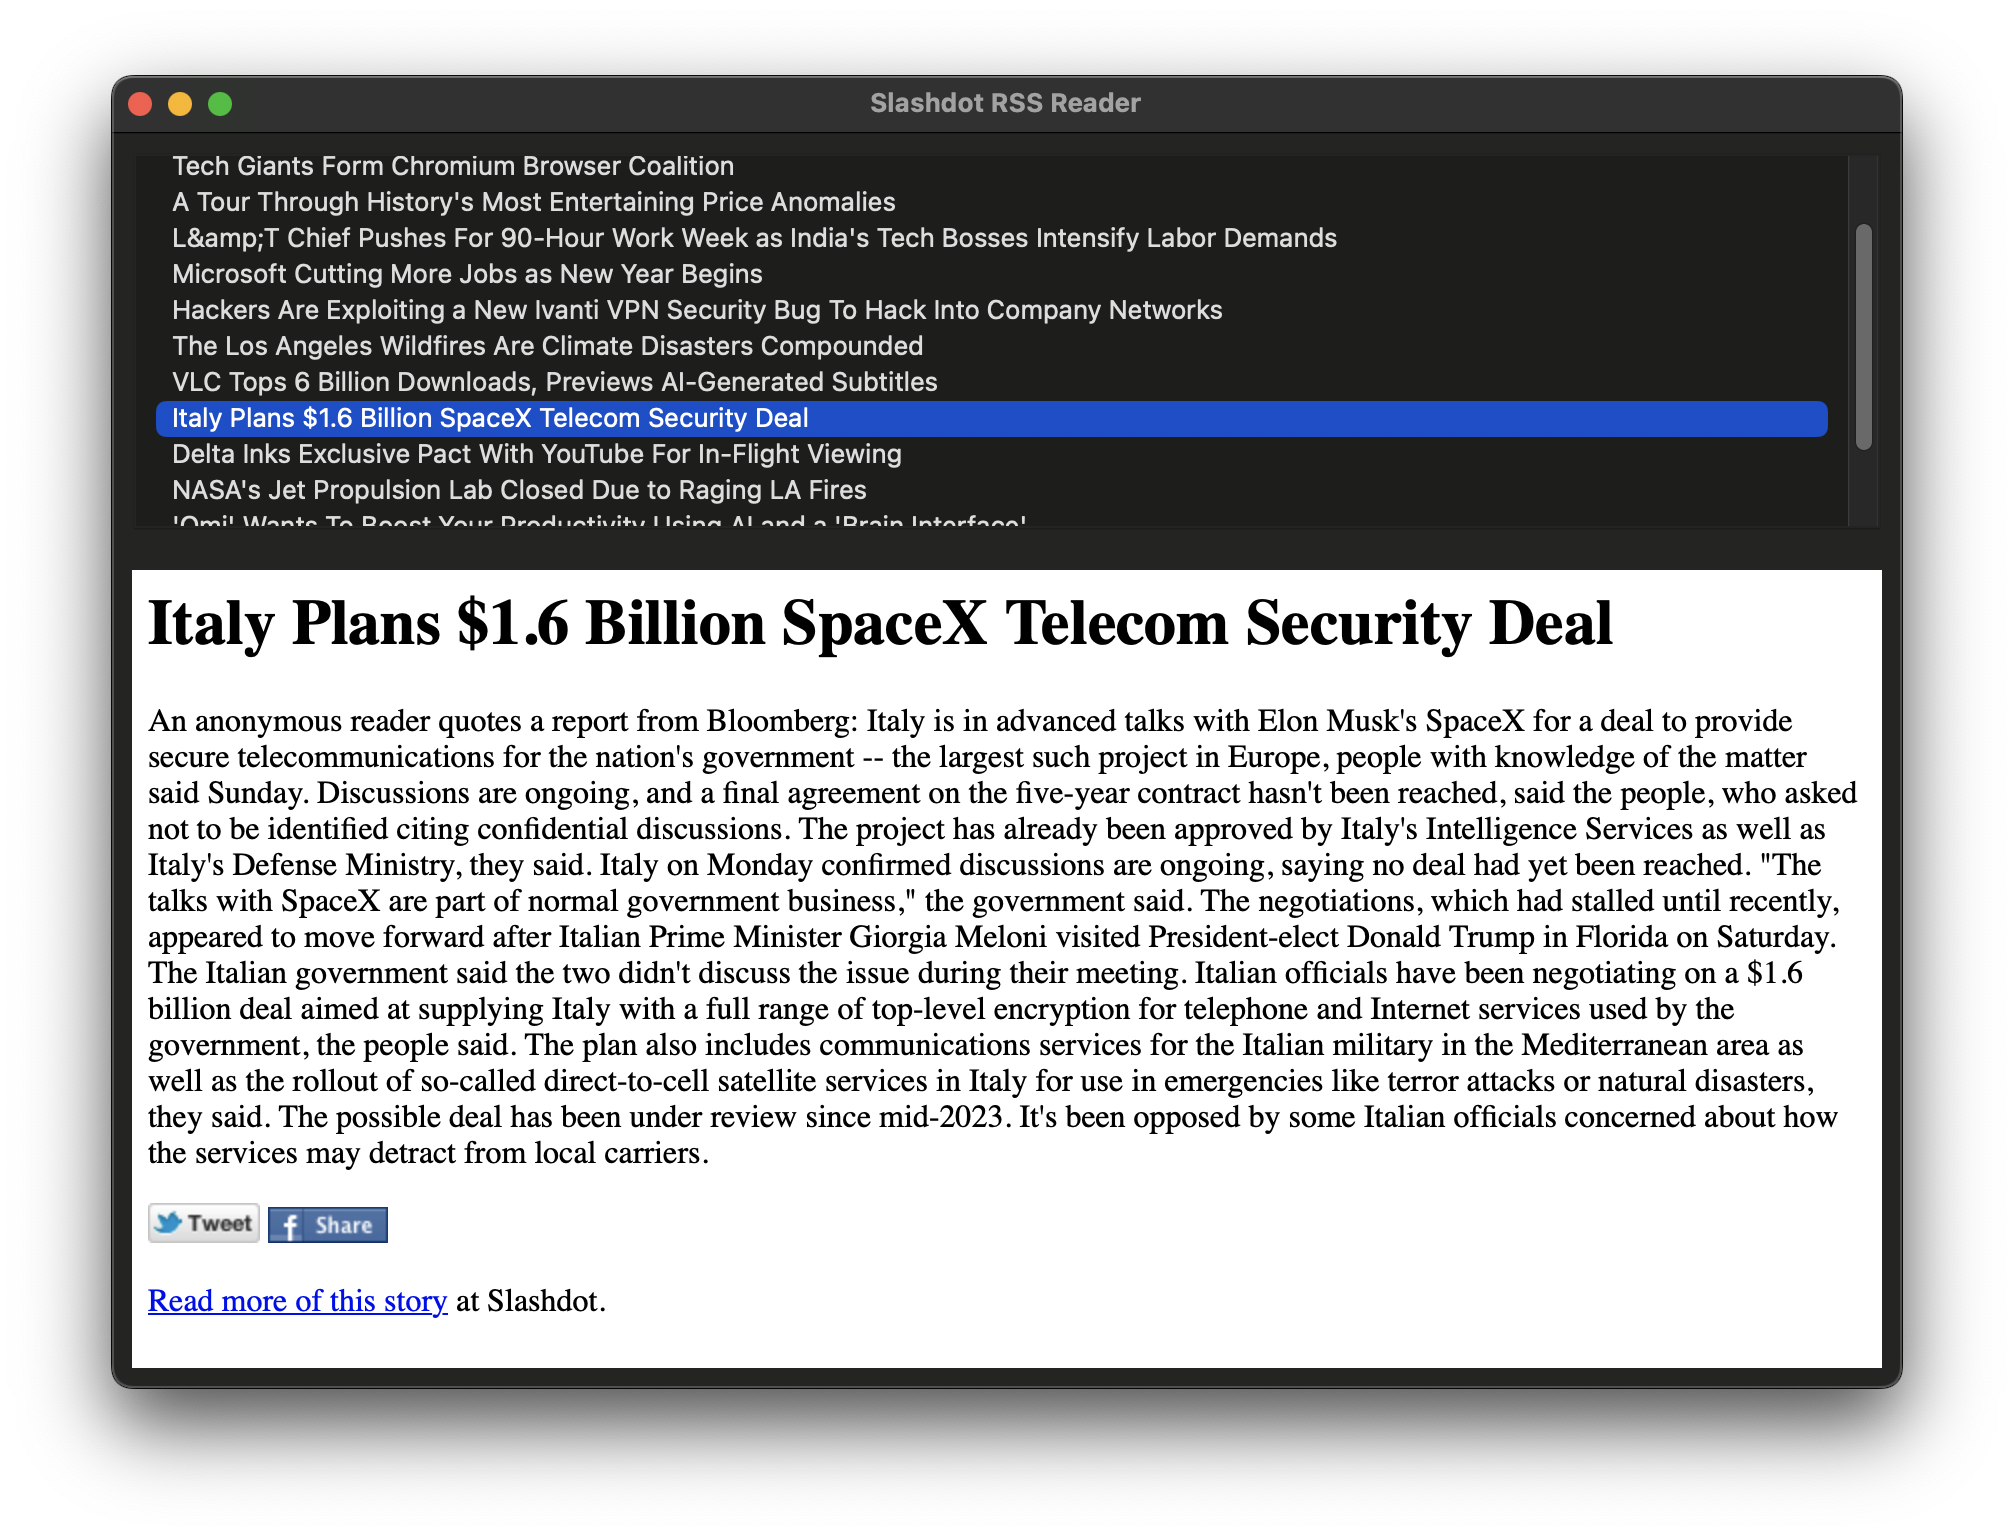 Slashdot RSS Reader
Tech Giants Form Chromium Browser Coalition
A Tour Through History's Most Entertaining Price Anomalies
L&amp;T Chief Pushes For 90-Hour Work Week as India's Tech Bosses Intensify Labor Demands
Microsoft Cutting More Jobs as New Year Begins
Hackers Are Exploiting a New Ivanti VPN Security Bug To Hack Into Company Networks
The Los Angeles Wildfires Are Climate Disasters Compounded
VLC Tops 6 Billion Downloads, Previews AI-Generated Subtitles
Italy Plans $1.6 Billion SpaceX Telecom Security Deal
Delta Inks Exclusive Pact With YouTube For In-Flight Viewing
NASA's Jet Propulsion Lab Closed Due to Raging LA Fires
'Omi' Wants To Boost Your Productivity Using AI and a 'Brain Interface'
Italy Plans $1.6 Billion SpaceX Telecom Security Deal
An anonymous reader quotes a report from Bloomberg: Italy is in advanced talks with Elon Musk's SpaceX for a deal to provide
secure telecommunications for the nation's government -- the largest such project in Europe, people with knowledge of the matter
said Sunday. Discussions are ongoing, and a final agreement on the five-year contract hasn't been reached, said the people, who asked
not to be identified citing confidential discussions. The project has already been approved by Italy's Intelligence Services as well as
Italy's Defense Ministry, they said. Italy on Monday confirmed discussions are ongoing, saying no deal had yet been reached. "The
talks with SpaceX are part of normal government business," the government said. The negotiations, which had stalled until recently,
appeared to move forward after Italian Prime Minister Giorgia Meloni visited President-elect Donald Trump in Florida on Saturday.
The Italian government said the two didn't discuss the issue during their meeting. Italian officials have been negotiating on a $1.6
billion deal aimed at supplying Italy with a full range of top-level encryption for telephone and Internet services used by the
government, the people said. The plan also includes communications services for the Italian military in the Mediterranean area as
well as the rollout of so-called direct-to-cell satellite services in Italy for use in emergencies like terror attacks or natural disasters,
they said. The possible deal has been under review since mid-2023. It's been opposed by some Italian officials concerned about how
the services may detract from local carriers.
Tweet f Share
Read more of this story at Slashdot.